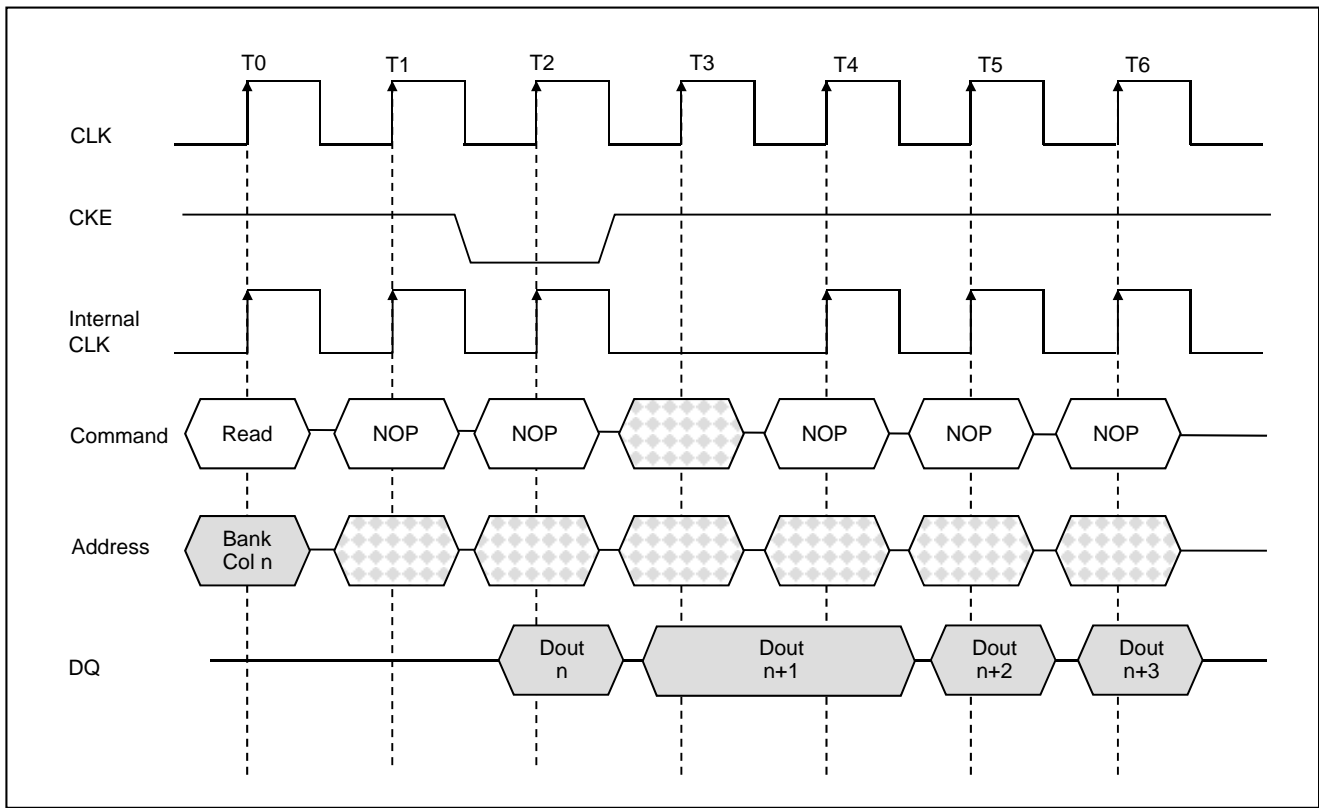 T0 T1 T2 T3 T4 T5 T6
CLK
CKE
Internal
CLK
Command Read NOP NOP NOP NOP NOP
Address Bank
Col n
DQ Dout Dout Dout Dout
n n+1 n+2 n+3